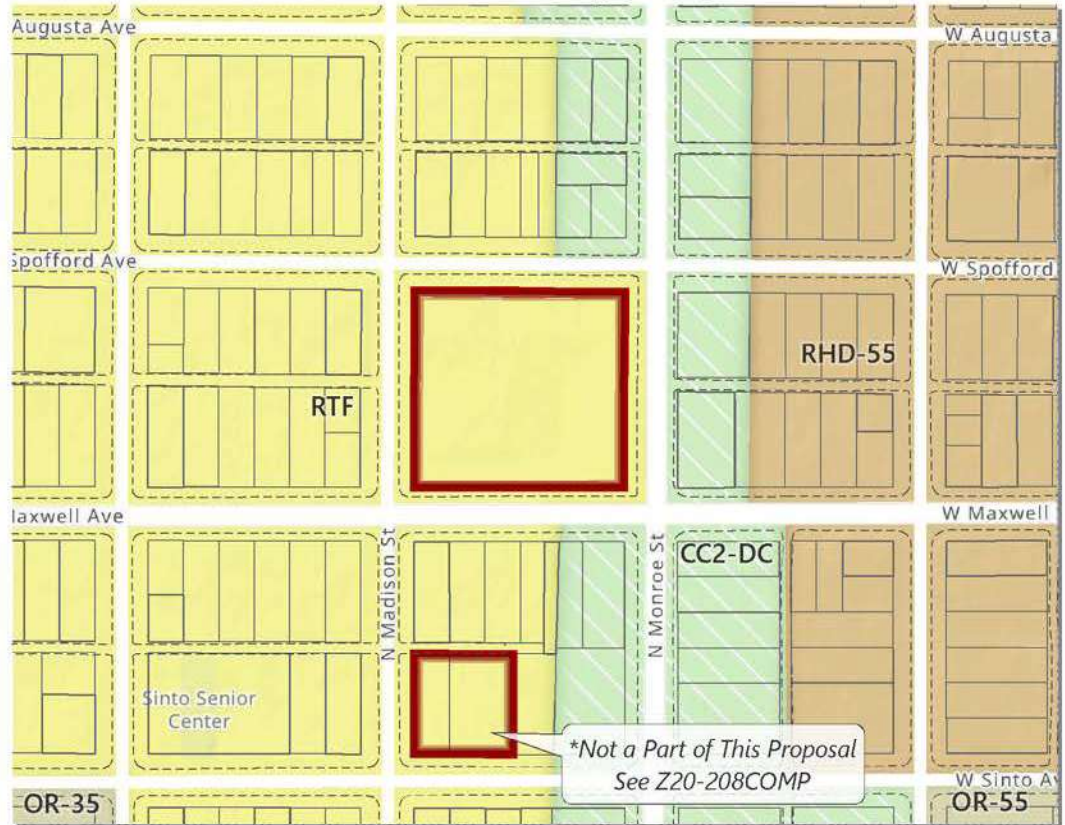 Augusta Ave
W Augusta
Spofford Ave
W Spofford
RHD-55
RTF
Maxwell Ave
W Maxwell
N Madison St
N Monroe St
CC2-DC
Sinto Senior
Center
*Not a Part of This Proposal
See Z20-208COMP
W Sinto Av
OR-35
OR-55